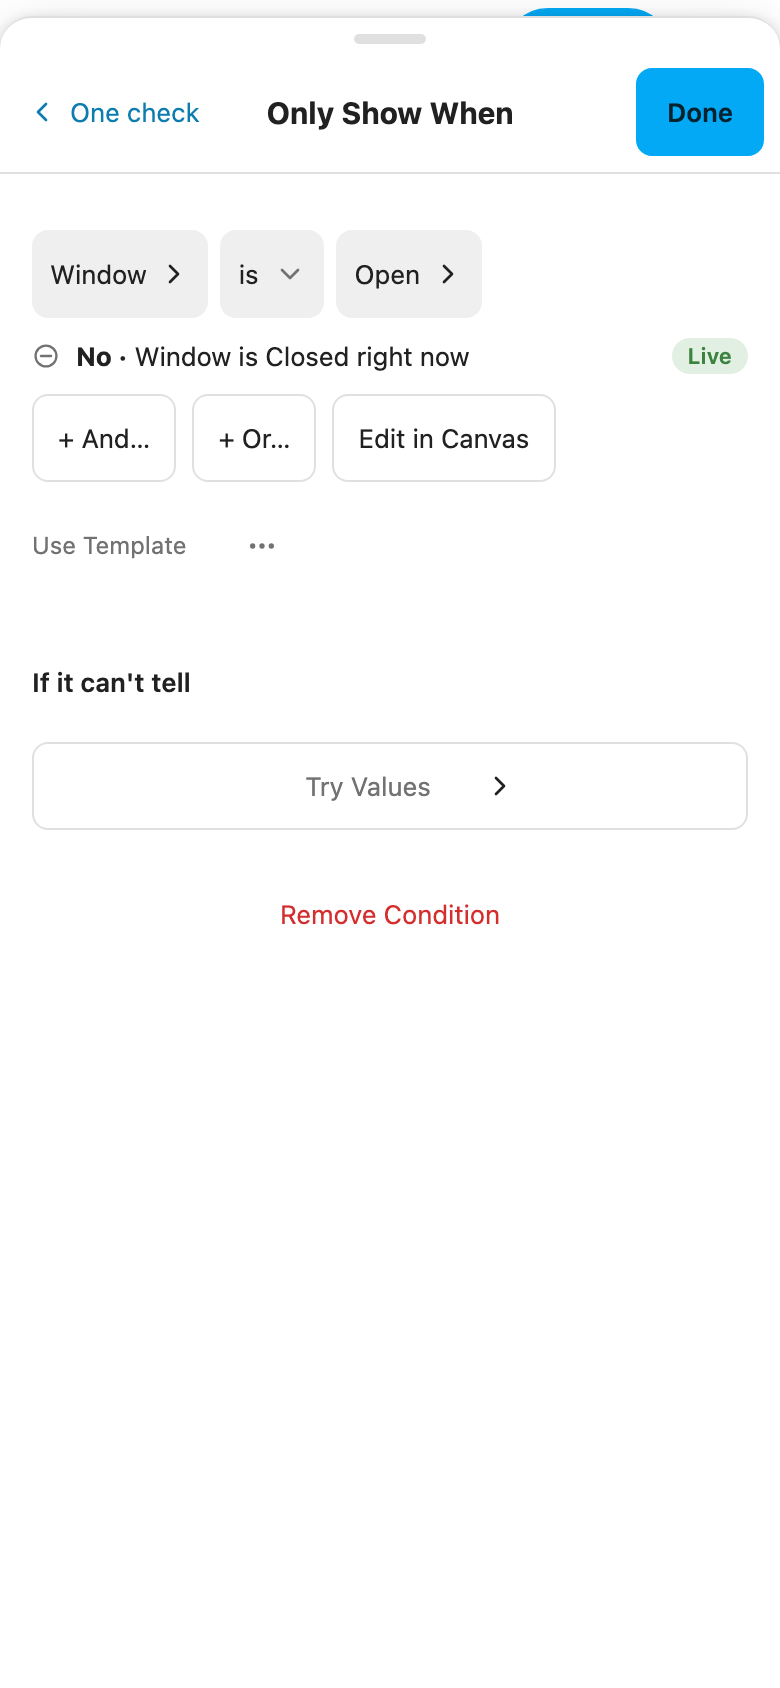 One check
Only Show When
Done
Window
is
Open
No · Window is Closed right now
Live
+ And...
+ Or...
Edit in Canvas
Use Template
If it can't tell
Try Values
Remove Condition